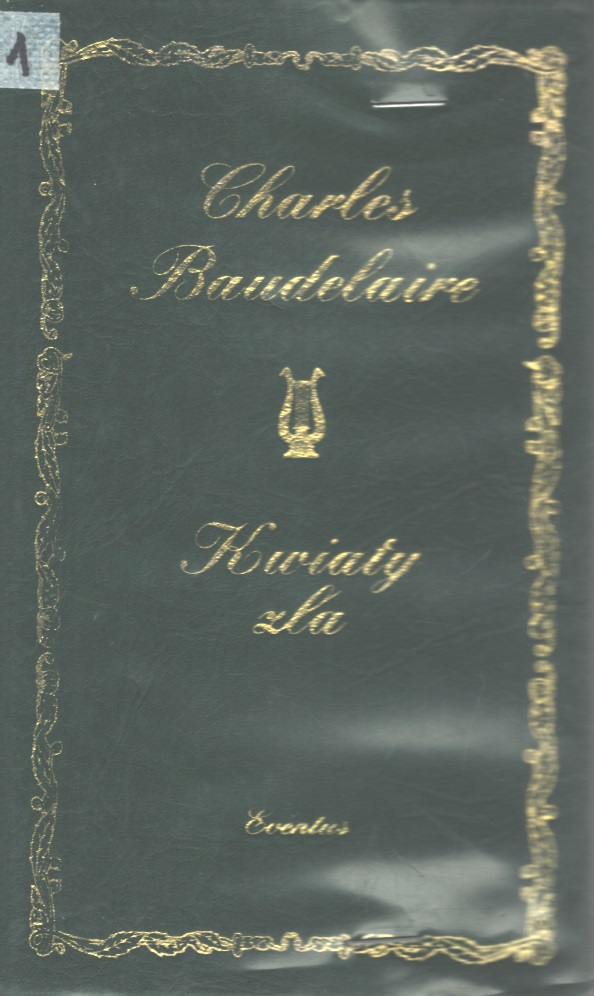 1
Charles
Baudelaire
Kwiaty
zła
Eventus